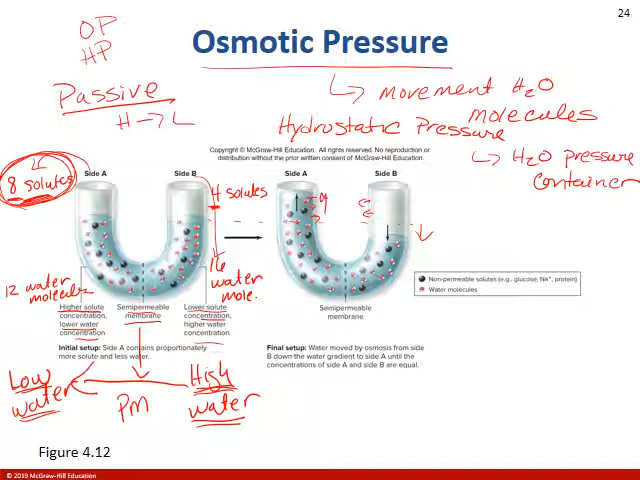 24
OP
HP
Osmotic Pressure
Passive
H → L
↳ movement H2O
molecules
Hydrostatic Pressure
↳ H2O pressure
container
Copyright © McGraw-Hill Education. All rights reserved. No reproduction or
distribution without the prior written consent of McGraw-Hill Education.
8 solutes
Side A
Side B
4 solutes
Side A
Side B
12 water
molecules
16
water
mole.
Higher solute
concentration,
lower water
concentration
Semipermeable
membrane
Lower solute
concentration,
higher water
concentration
Semipermeable
membrane
Non-permeable solutes (e.g., glucose, Na+, protein)
Water molecules
Initial setup: Side A contains proportionately
more solute and less water.
Final setup: Water moved by osmosis from side
B down the water gradient to side A until the
concentrations of side A and side B are equal.
Low
water
PM
High
water
Figure 4.12
© 2019 McGraw-Hill Education